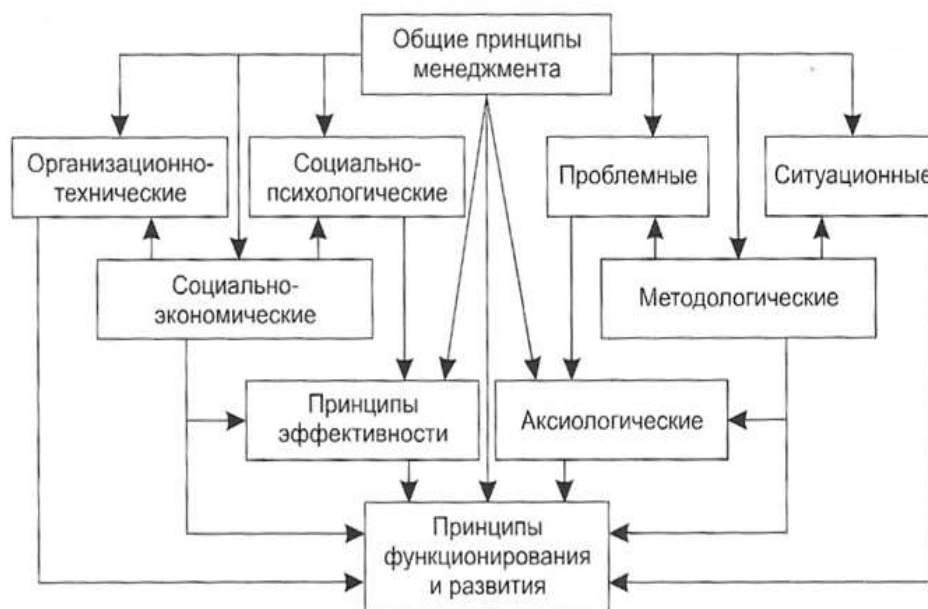 Общие принципы
менеджмента
Организационно-
технические
Социально-
психологические
Проблемные
Ситуационные
Социально-
экономические
Методологические
Принципы
эффективности
Аксиологические
Принципы
функционирования
и развития